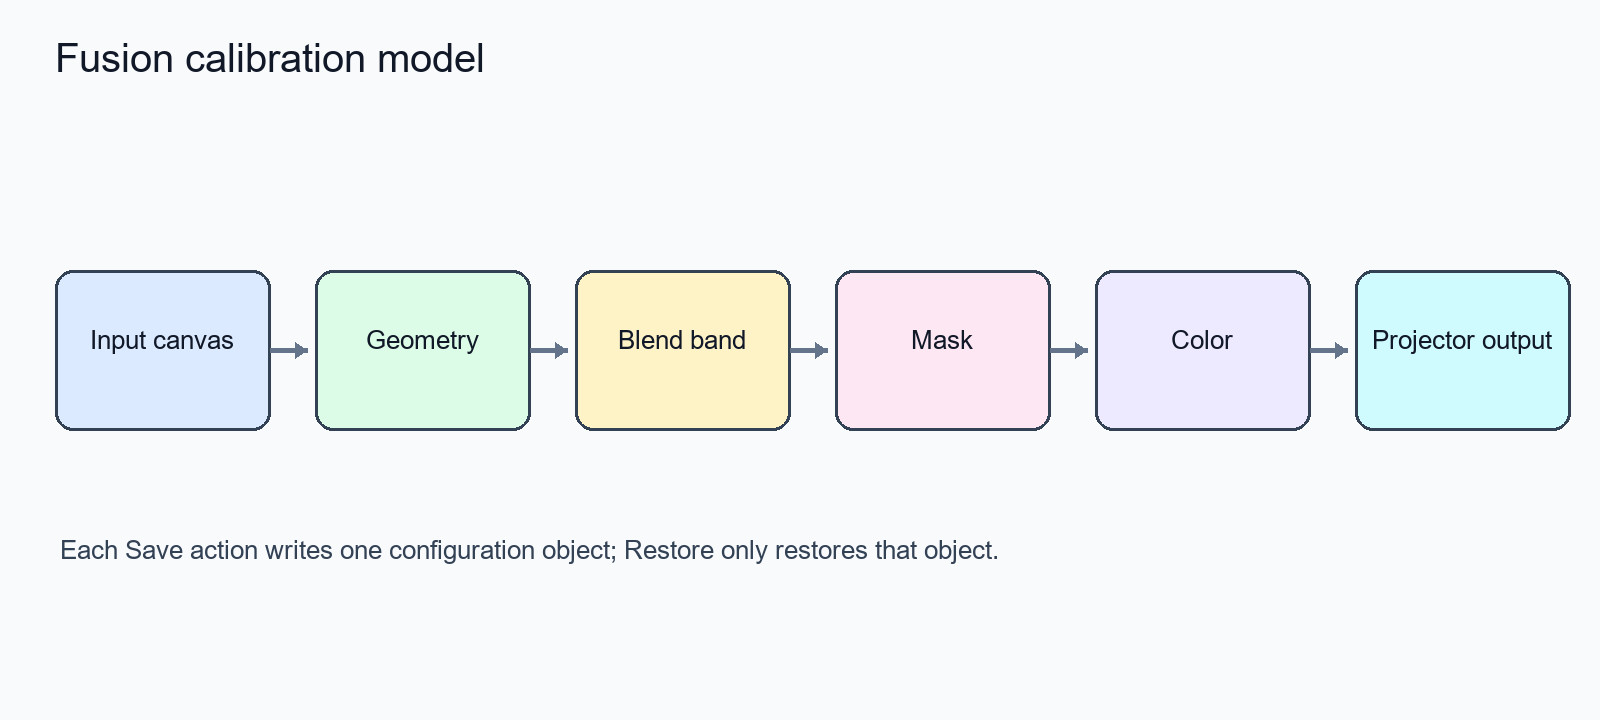 Fusion calibration model
Input canvas
Geometry
Blend band
Mask
Color
Projector output
Each Save action writes one configuration object; Restore only restores that object.